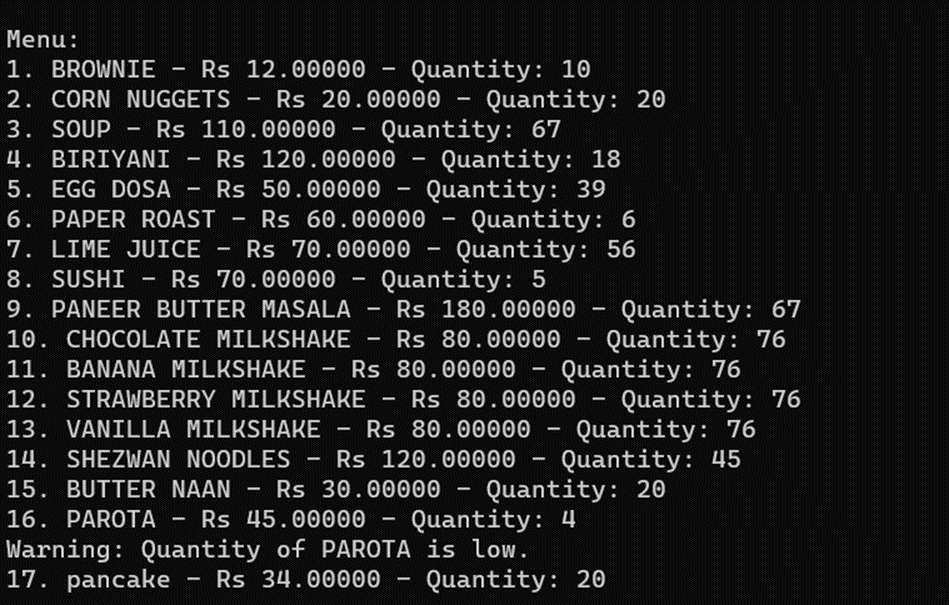 Menu:
1. BROWNIE - Rs 12.00000 - Quantity: 10
2. CORN NUGGETS - Rs 20.00000 - Quantity: 20
3. SOUP - Rs 110.00000 - Quantity: 67
4. BIRIYANI - Rs 120.00000 - Quantity: 18
5. EGG DOSA - Rs 50.00000 - Quantity: 39
6. PAPER ROAST - Rs 60.00000 - Quantity: 6
7. LIME JUICE - Rs 70.00000 - Quantity: 56
8. SUSHI - Rs 70.00000 - Quantity: 5
9. PANEER BUTTER MASALA - Rs 180.00000 - Quantity: 67
10. CHOCOLATE MILKSHAKE - Rs 80.00000 - Quantity: 76
11. BANANA MILKSHAKE - Rs 80.00000 - Quantity: 76
12. STRAWBERRY MILKSHAKE - Rs 80.00000 - Quantity: 76
13. VANILLA MILKSHAKE - Rs 80.00000 - Quantity: 76
14. SHEZWAN NOODLES - Rs 120.00000 - Quantity: 45
15. BUTTER NAAN - Rs 30.00000 - Quantity: 20
16. PAROTA - Rs 45.00000 - Quantity: 4
Warning: Quantity of PAROTA is low.
17. pancake - Rs 34.00000 - Quantity: 20